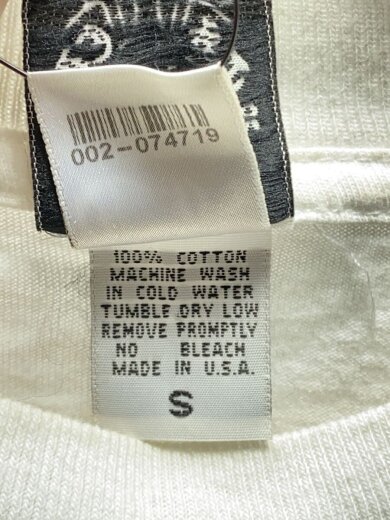 002-074719
100% COTTON
MACHINE WASH
IN COLD WATER
TUMBLE DRY LOW
REMOVE PROMPTLY
NO BLEACH
MADE IN U.S.A.
S